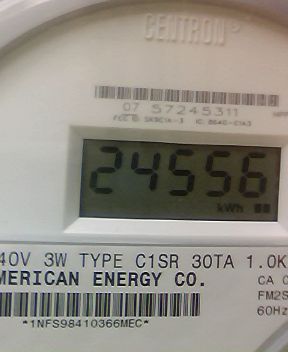 CENTRON®
07 57245311
24556
kWh
40V 3W TYPE C1SR 30TA 1.0K
MERICAN ENERGY CO.
CA
FM2S
60Hz
*1NFS98410366MEC*